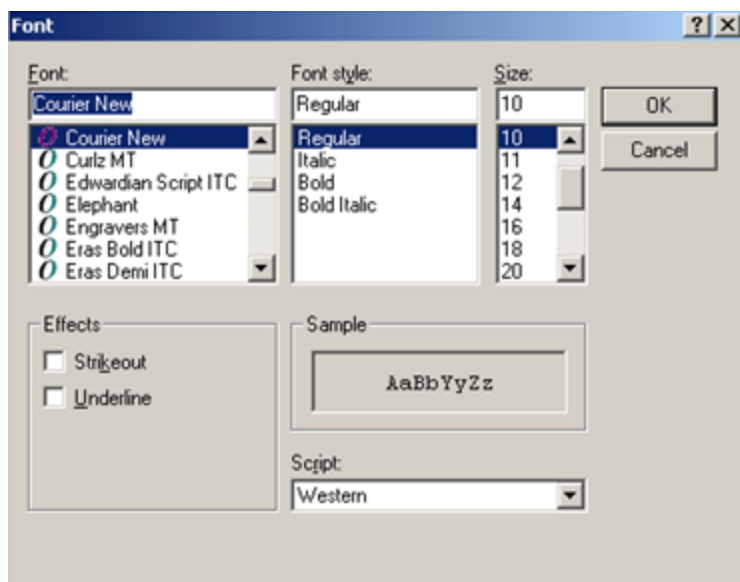 Font
Font:
Courier New
Courier New
Curlz MT
Edwardian Script ITC
Elephant
Engravers MT
Eras Bold ITC
Eras Demi ITC
Font style:
Regular
Regular
Italic
Bold
Bold Italic
Size:
10
10
11
12
14
16
18
20
OK
Cancel
Effects
Strikeout
Underline
Sample
AaBbYyZz
Script:
Western